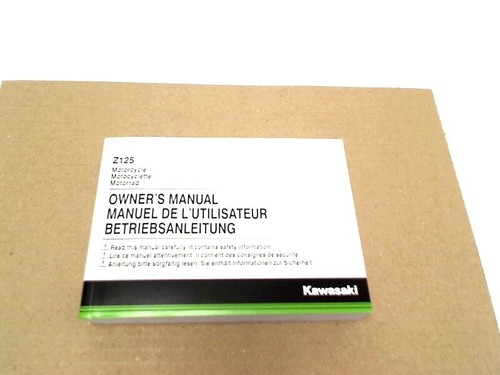 Z125
Motorcycle
Motocyclette
Motorrad
OWNER'S MANUAL
MANUEL DE L'UTILISATEUR
BETRIEBSANLEITUNG
Read this manual carefully. It contains safety information.
Lire ce manuel attentivement. Il contient des consignes de sécurité.
Anleitung bitte sorgfältig lesen. Sie enthält Informationen zur Sicherheit.
Kawasaki